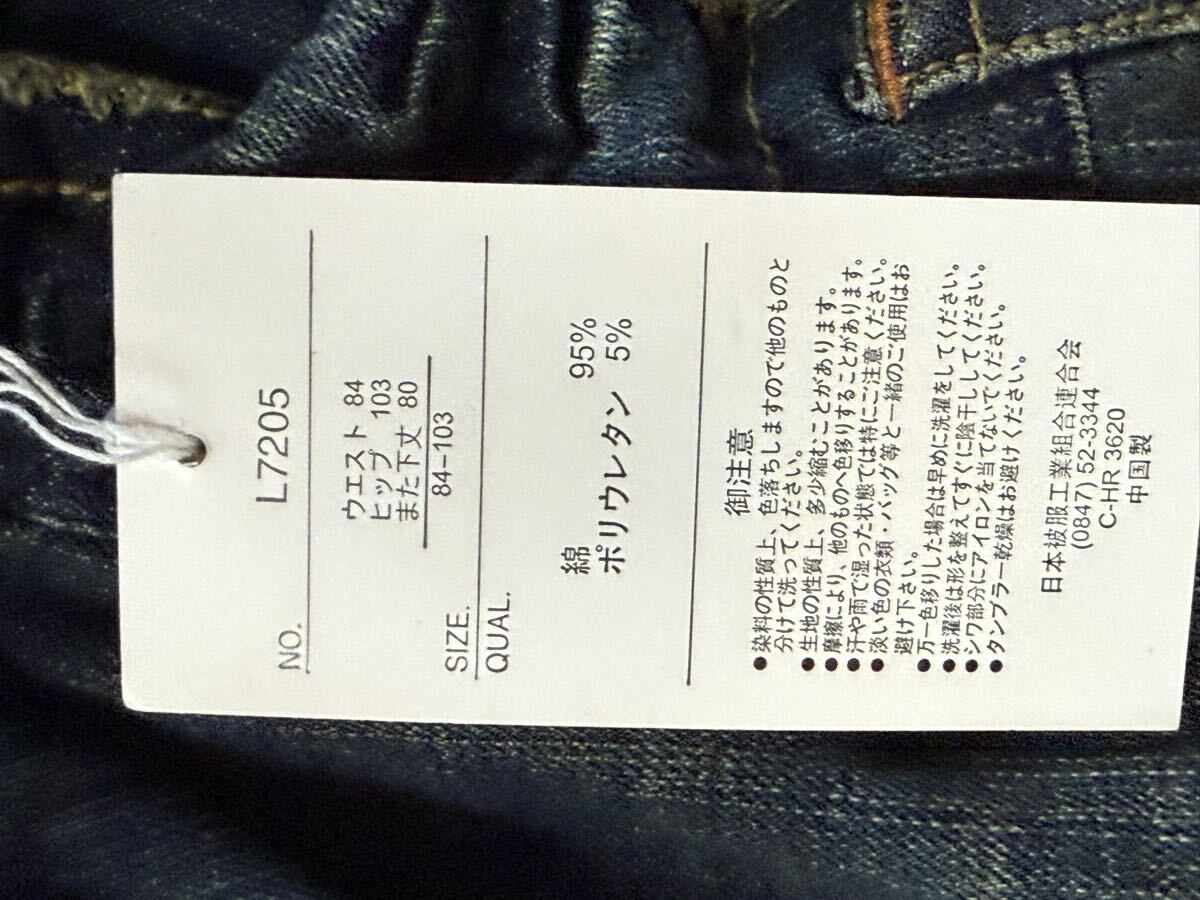 NO. L7205
ウエスト 84
ヒップ 103
また下丈 80
SIZE. 84-103
QUAL.
綿 95%
ポリウレタン 5%
御注意
●染料の性質上、色落ちしますので他のものと
分けて洗ってください。
●生地の性質上、多少縮むことがあります。
●摩擦により、他のものへ色移りすることがあります。
●汗や雨で湿った状態では特にご注意ください。
●淡い色の衣類・バッグ等と一緒のご使用はお
避け下さい。
●万一色移りした場合は早めに洗濯をしてください。
●洗濯後は形を整えてすぐに陰干ししてください。
●シワ部分にアイロンを当てないでください。
●タンブラー乾燥はお避けください。
日本被服工業組合連合会
(0847) 52-3344
C-HR 3620
中国製